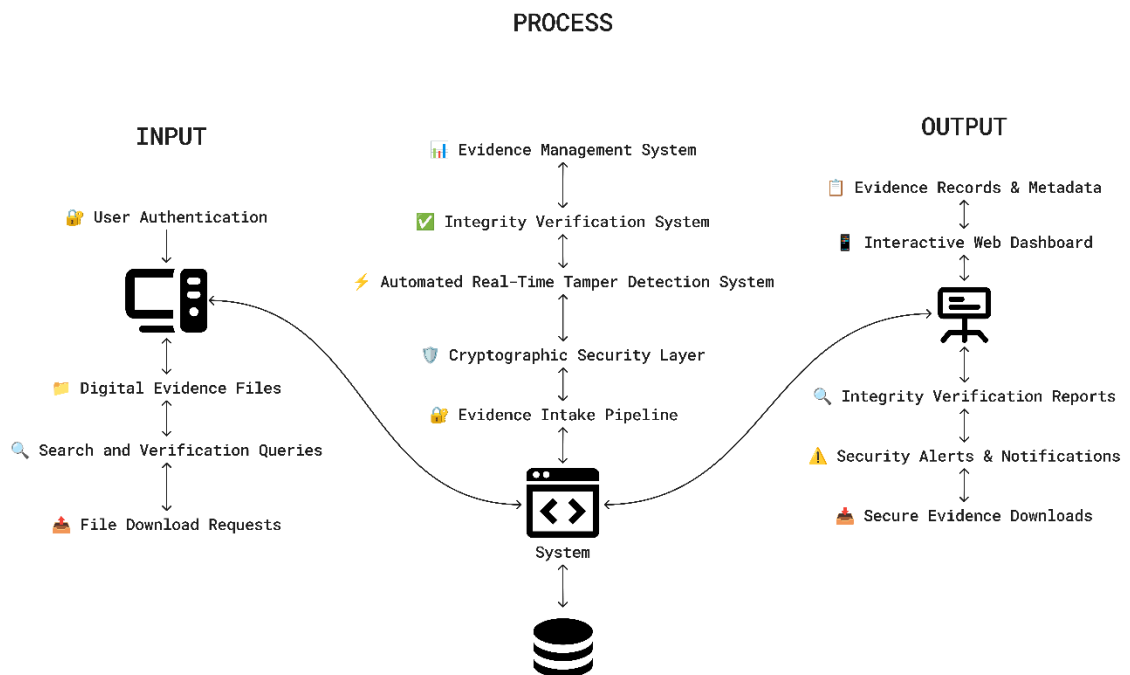 PROCESS
INPUT
🔐 User Authentication
📁 Digital Evidence Files
🔍 Search and Verification Queries
📤 File Download Requests
📊 Evidence Management System
✅ Integrity Verification System
⚡ Automated Real-Time Tamper Detection System
🛡️ Cryptographic Security Layer
🔐 Evidence Intake Pipeline
System
OUTPUT
📋 Evidence Records & Metadata
📱 Interactive Web Dashboard
🔍 Integrity Verification Reports
⚠️ Security Alerts & Notifications
📥 Secure Evidence Downloads